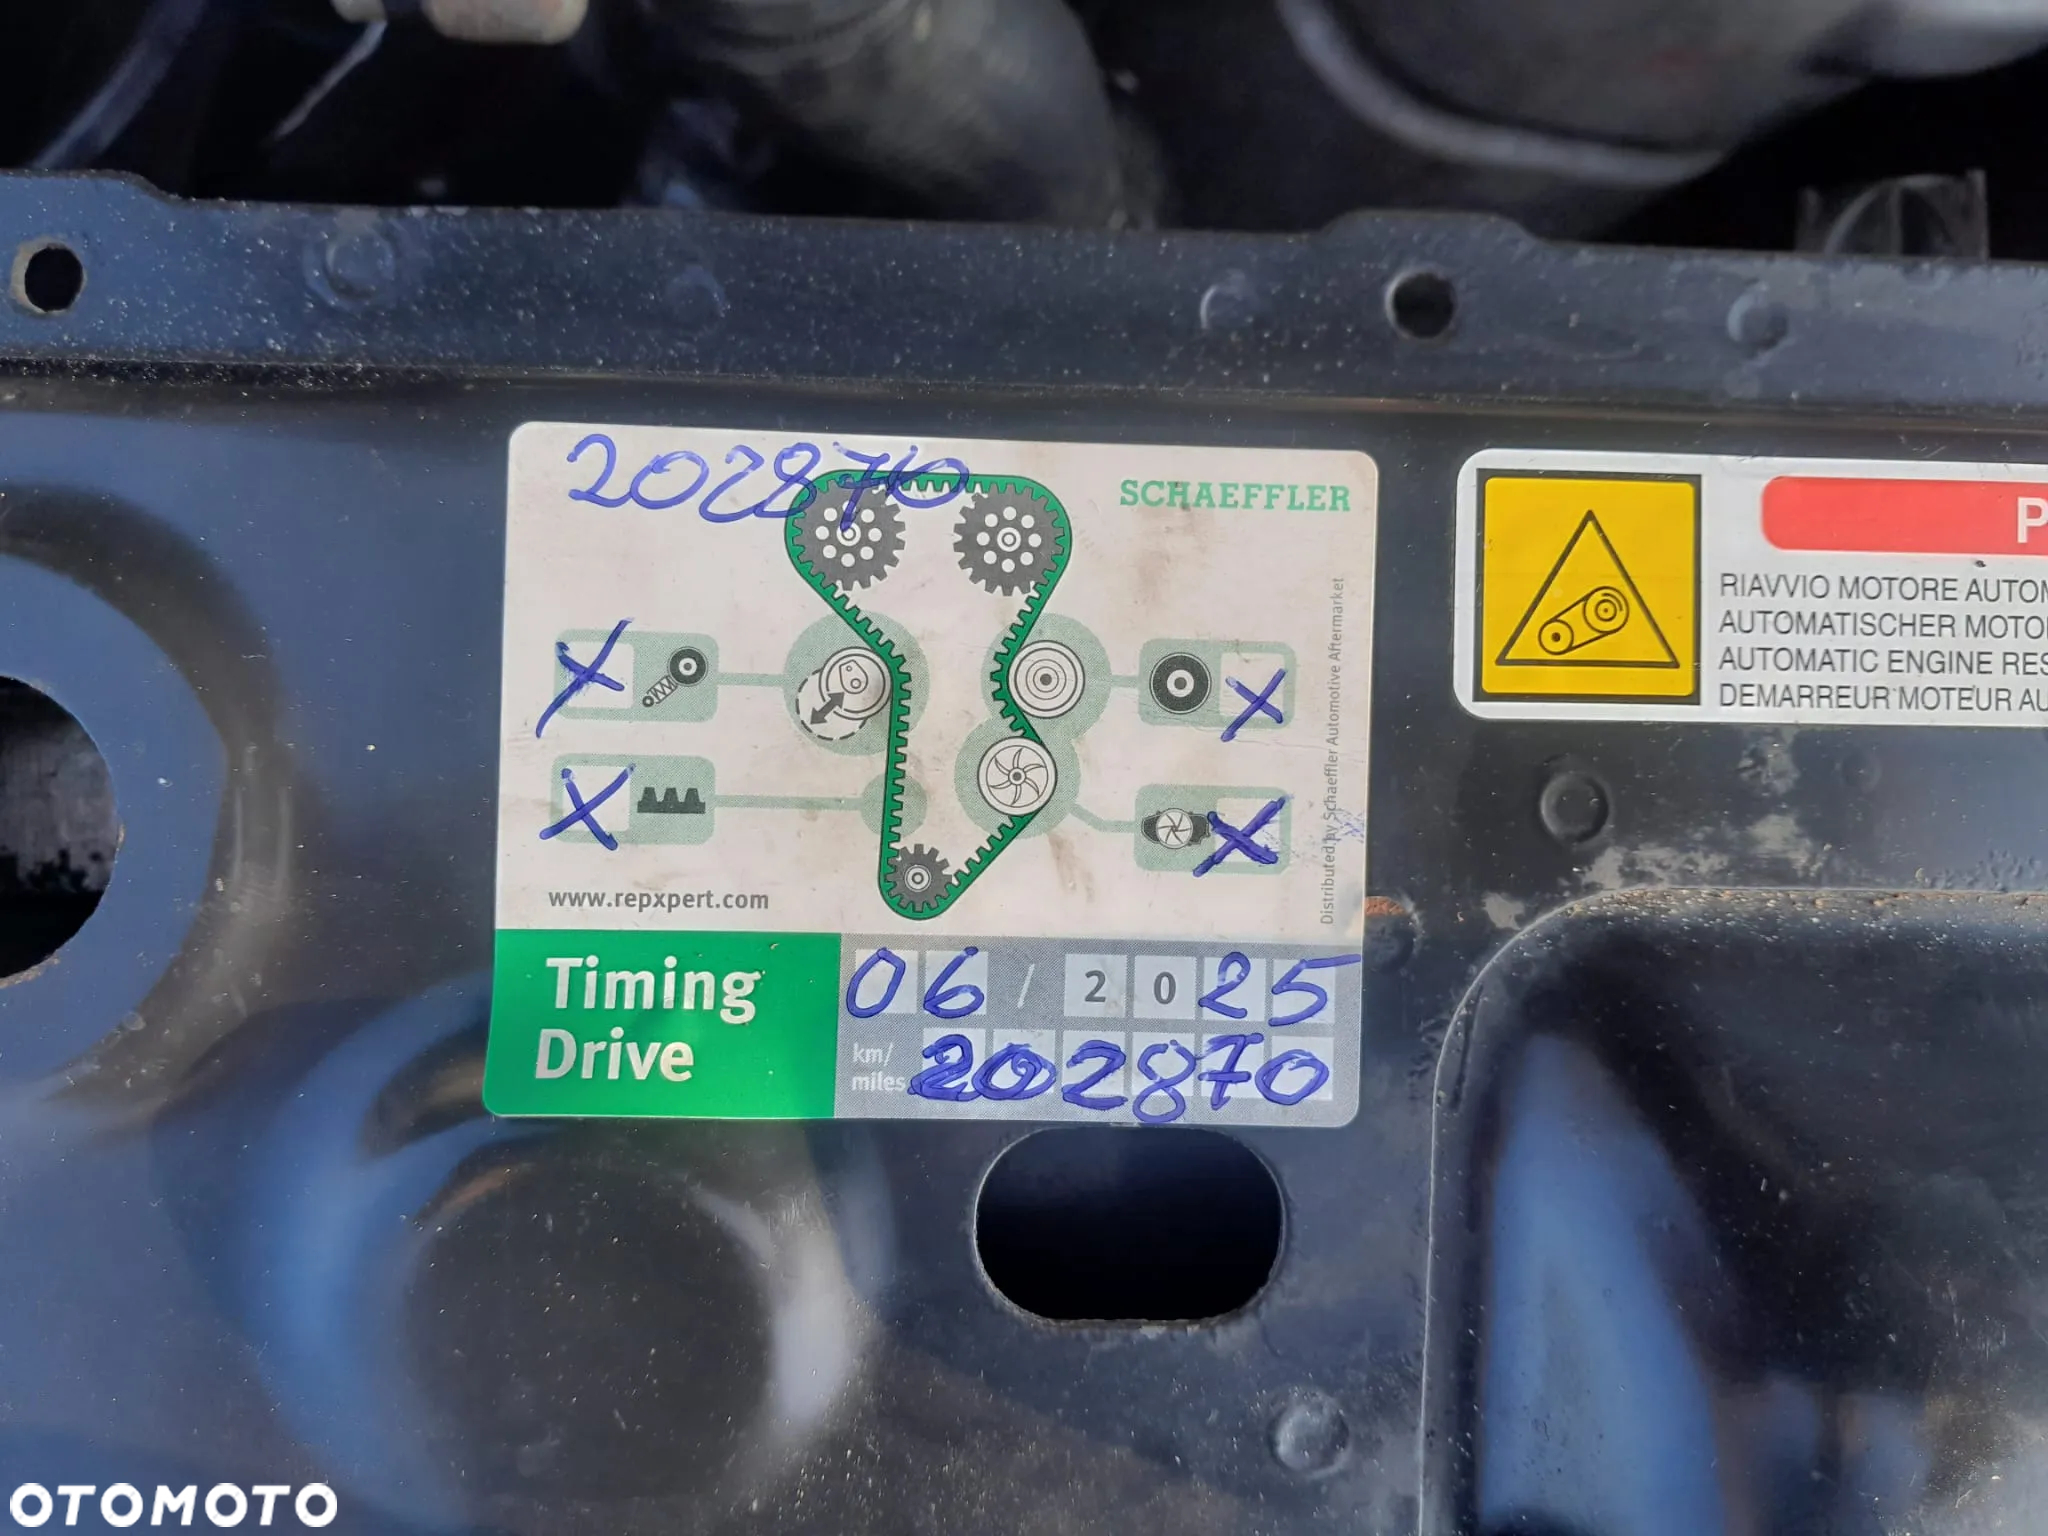 202870
SCHAEFFLER
Distributed by Schaeffler Automotive Aftermarket
www.repxpert.com
Timing
Drive
06 / 2025
km/
miles
202870
P
RIAVVIO MOTORE AUTOM
AUTOMATISCHER MOTO
AUTOMATIC ENGINE RES
DEMARREUR MOTEUR AU
OTOMOTO